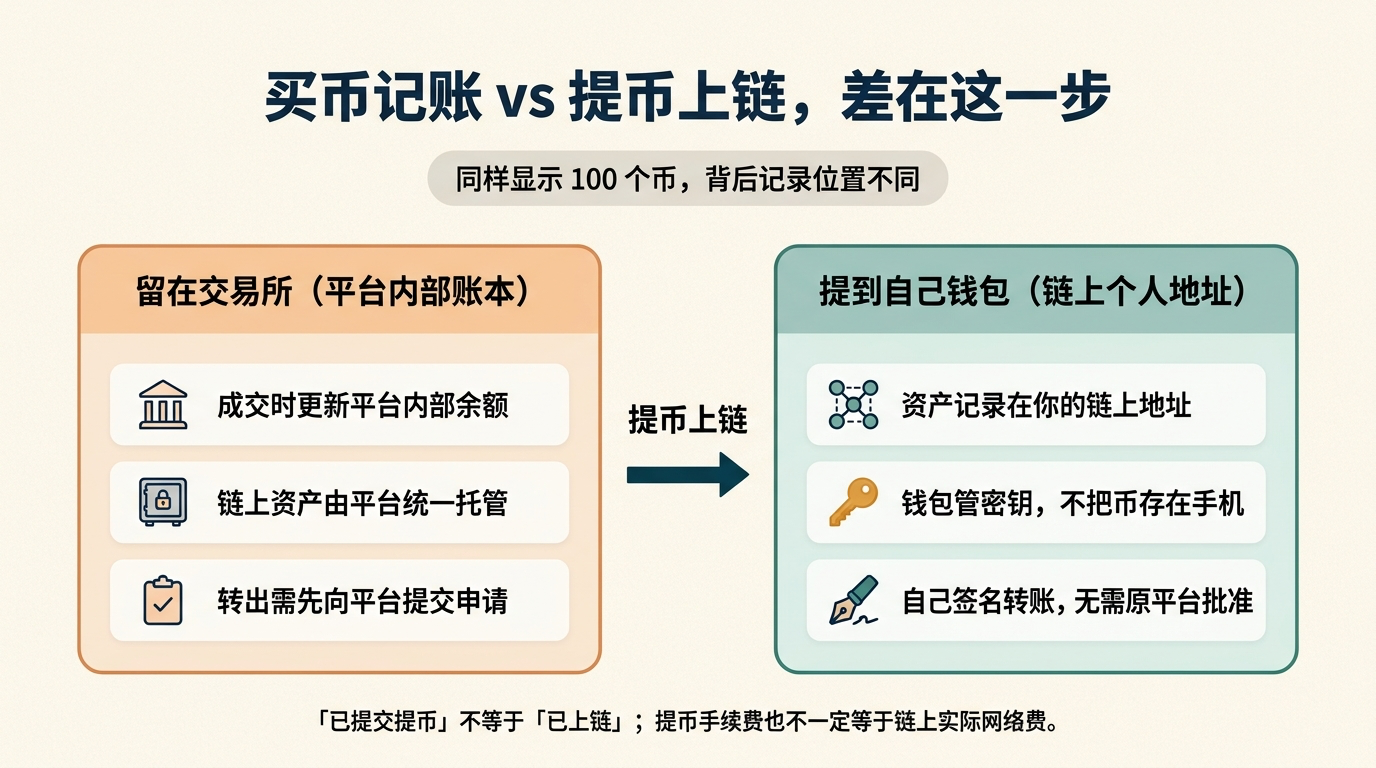 买币记账 vs 提币上链，差在这一步
同样显示 100 个币，背后记录位置不同
留在交易所（平台内部账本）
成交时更新平台内部余额
链上资产由平台统一托管
转出需先向平台提交申请
提币上链
提到自己钱包（链上个人地址）
资产记录在你的链上地址
钱包管密钥，不把币存在手机
自己签名转账，无需原平台批准
「已提交提币」不等于「已上链」；提币手续费也不一定等于链上实际网络费。